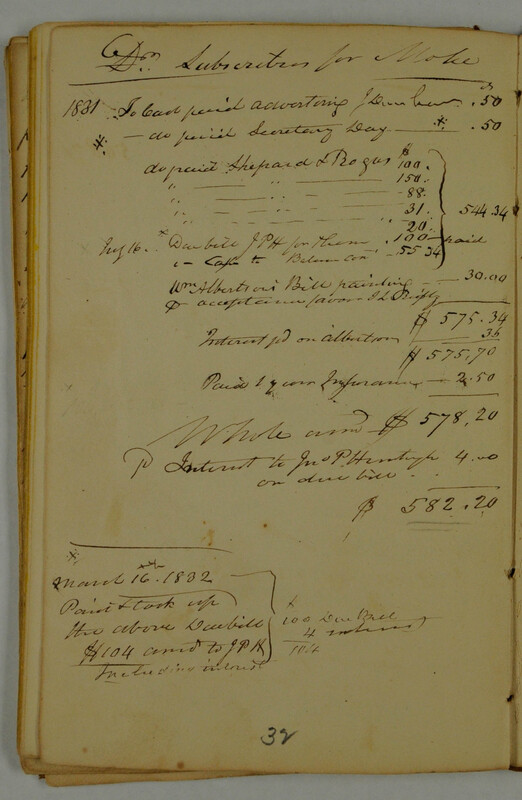 Dr. Subscribers for Moke
1831 To Cash paid advertising J Dunham .50
— do paid Secretary Day — .50
do paid Shepard & Rogus $ 100.
" — " — " 150.
" — " — " 88.
" — " — " 31. 544.34
" — " — " 20.
Aug 16. Due bill J P H for them .100 paid
" — Cash to Balance 55.34
Wm Albertson's Bill painting — 30.00
acceptance favor
$ 575.34
Interest pd on Albertson 36
$ 575.70
Paid 1 year Insurance — 2.50
Whole amt $ 578.20
Interest to Jno P H 4.00
on due bill.
$ 582.20
March 16. 1832
Paid & took up
the above Due bill
$104 amt to J P H
Including interest
100 Due Bill
4 interest
104
32